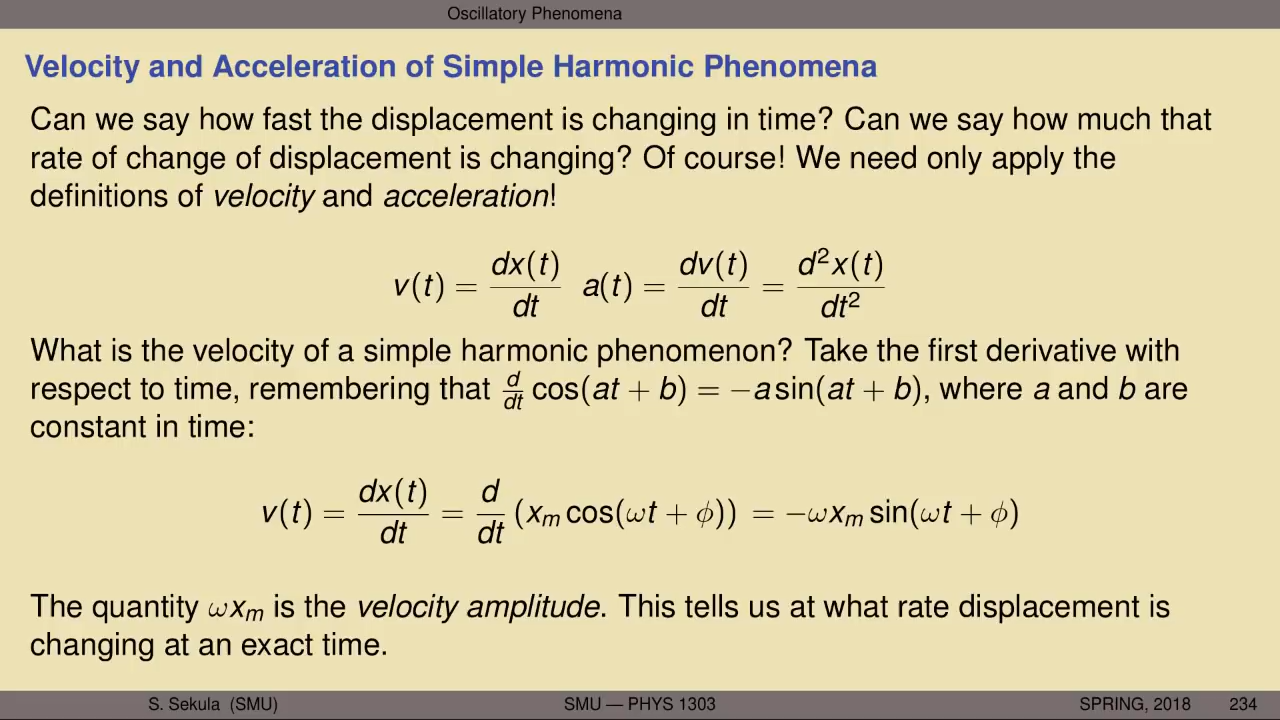 Oscillatory Phenomena
Velocity and Acceleration of Simple Harmonic Phenomena
Can we say how fast the displacement is changing in time? Can we say how much that
rate of change of displacement is changing? Of course! We need only apply the
definitions of velocity and acceleration!
v(t) = dx(t)/dt a(t) = dv(t)/dt = d²x(t)/dt²
What is the velocity of a simple harmonic phenomenon? Take the first derivative with
respect to time, remembering that d/dt cos(at + b) = −a sin(at + b), where a and b are
constant in time:
v(t) = dx(t)/dt = d/dt (xₘ cos(ωt + ϕ)) = −ωxₘ sin(ωt + ϕ)
The quantity ωxₘ is the velocity amplitude. This tells us at what rate displacement is
changing at an exact time.
S. Sekula (SMU) SMU — PHYS 1303 SPRING, 2018 234